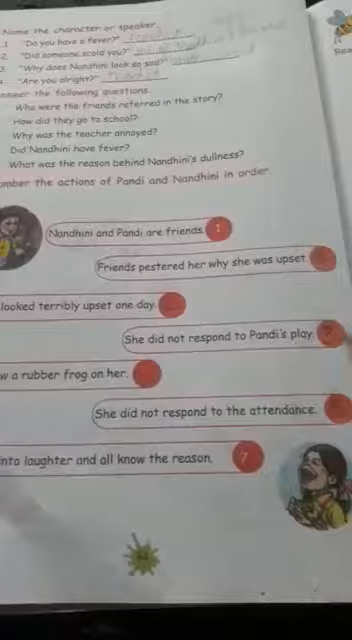 Name the character or speaker.
1. "Do you have a fever?"
2. "Did someone scold you?"
3. "Why does Nandhini look so sad?"
"Are you alright?"
the following questions.
Who were the friends referred in the story?
How did they go to school?
Why was the teacher annoyed?
Did Nandhini have fever?
What was the reason behind Nandhini's dullness?
the actions of Pandi and Nandhini in order.
Nandhini and Pandi are friends. 1
Friends pestered her why she was upset.
looked terribly upset one day.
She did not respond to Pandi's play.
a rubber frog on her.
She did not respond to the attendance.
into laughter and all know the reason. 7